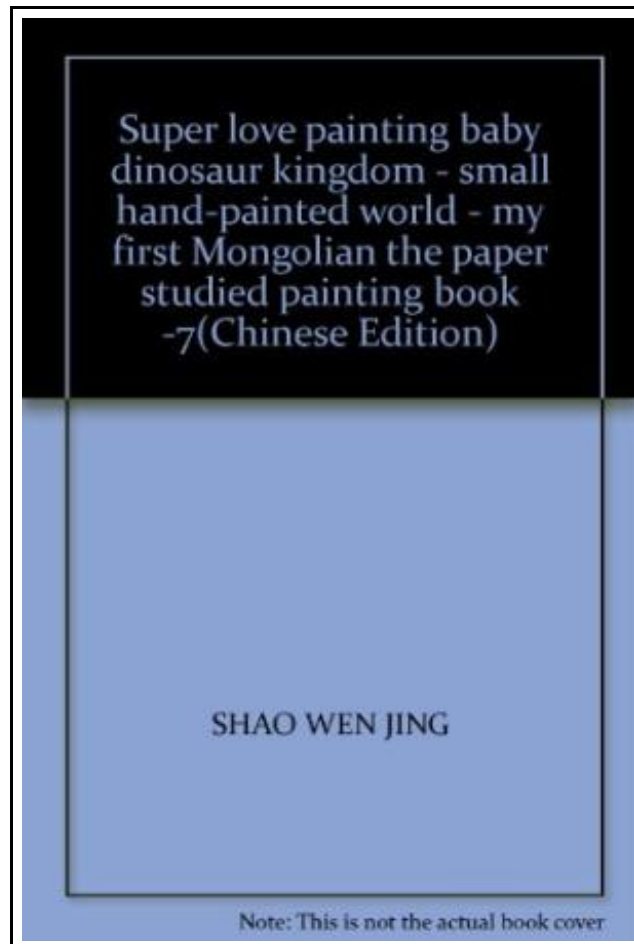 Super love painting baby
dinosaur kingdom - small
hand-painted world - my
first Mongolian the paper
studied painting book
-7(Chinese Edition)
SHAO WEN JING
Note: This is not the actual book cover